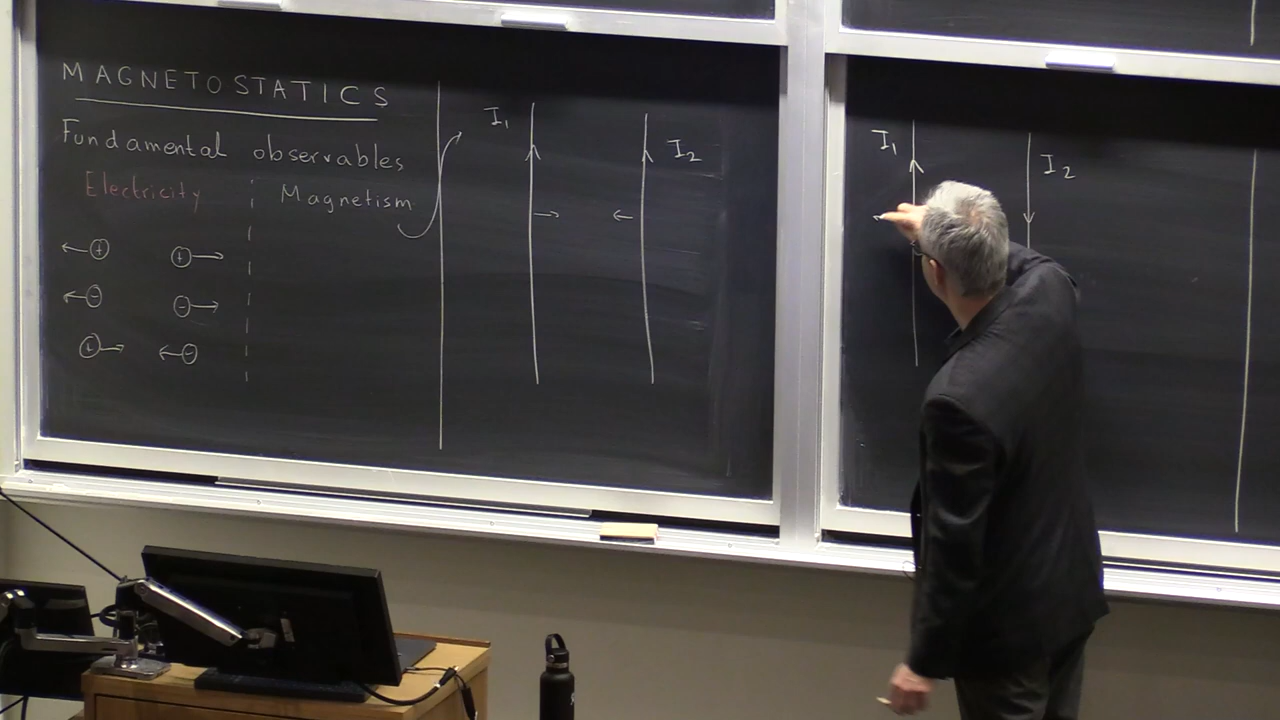 MAGNETOSTATICS
Fundamental observables
Electricity Magnetism
+ +
- -
+ -
I₁
I₂
I₁
I₂